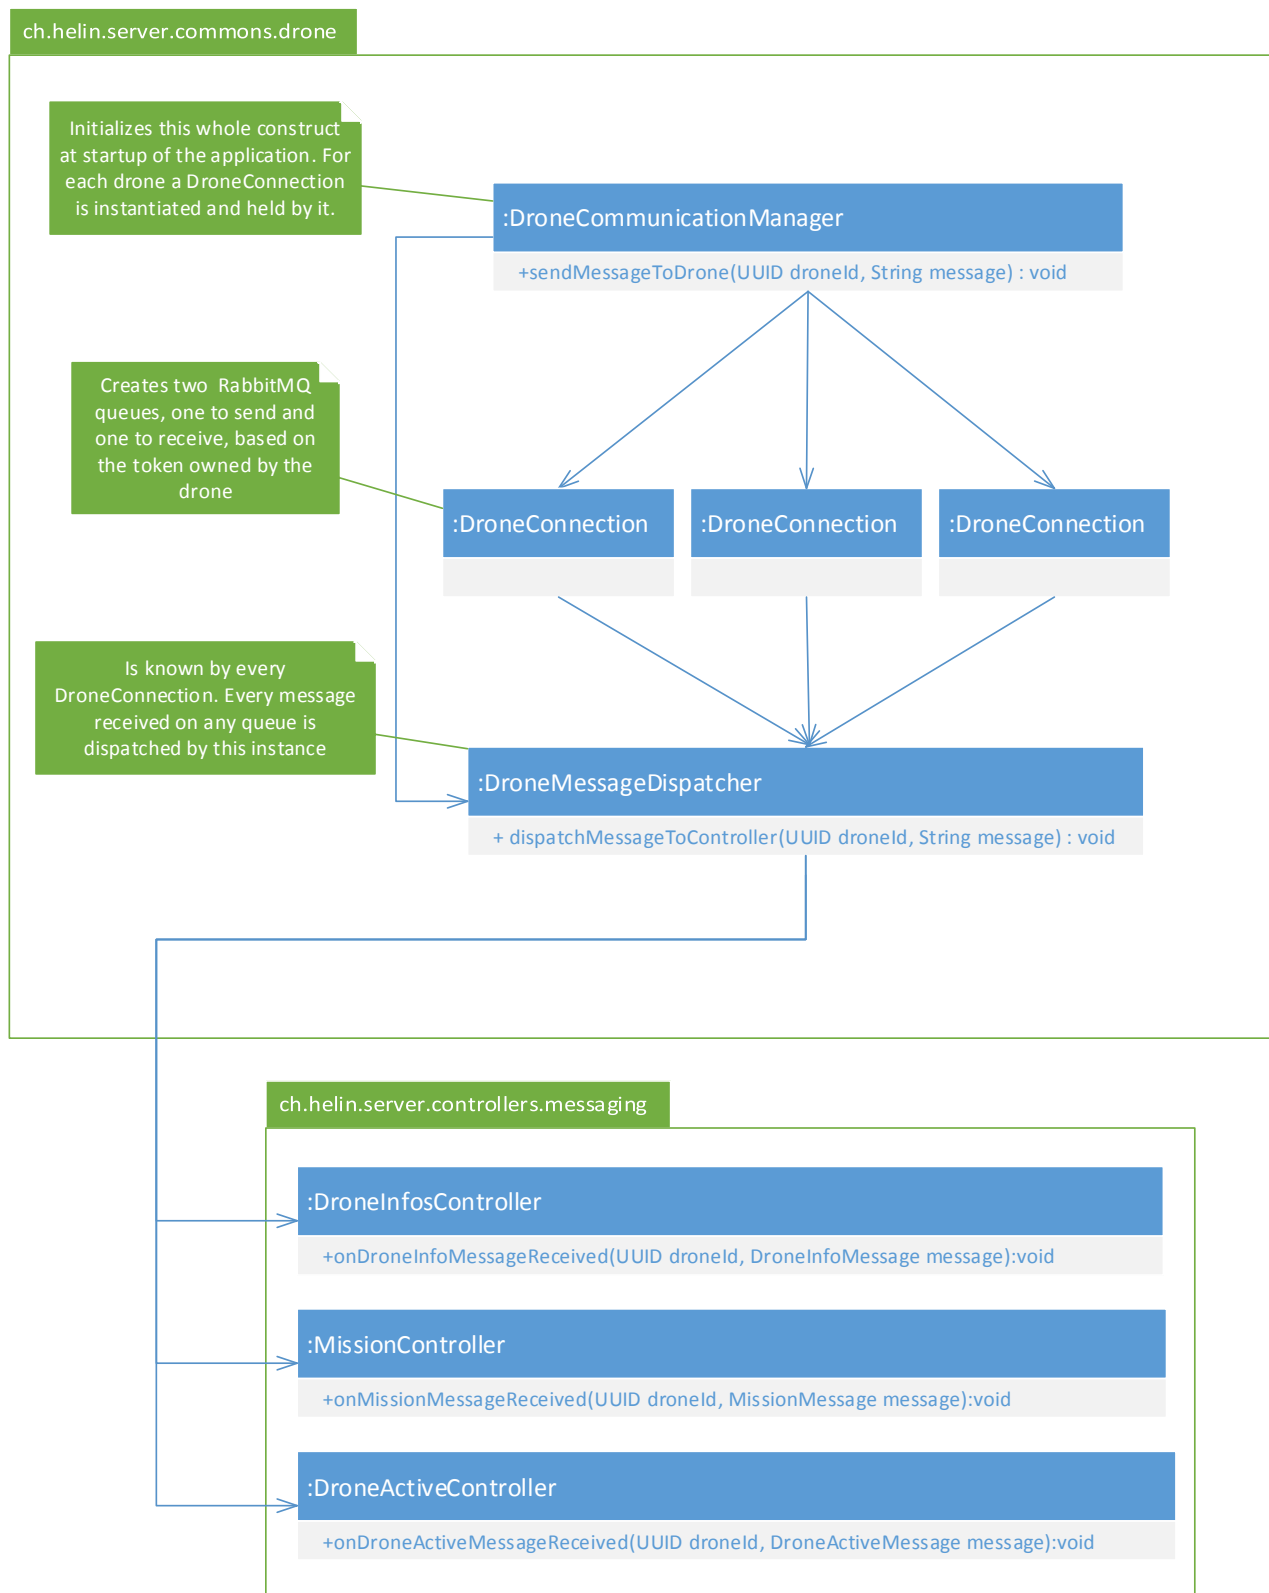 ch.helin.server.commons.drone
Initializes this whole construct
at startup of the application. For
each drone a DroneConnection
is instantiated and held by it.
:DroneCommunicationManager
+sendMessageToDrone(UUID droneId, String message) : void
Creates two RabbitMQ
queues, one to send and
one to receive, based on
the token owned by the
drone
:DroneConnection
:DroneConnection
:DroneConnection
Is known by every
DroneConnection. Every message
received on any queue is
dispatched by this instance
:DroneMessageDispatcher
+ dispatchMessageToController(UUID droneId, String message) : void
ch.helin.server.controllers.messaging
:DroneInfosController
+onDroneInfoMessageReceived(UUID droneId, DroneInfoMessage message):void
:MissionController
+onMissionMessageReceived(UUID droneId, MissionMessage message):void
:DroneActiveController
+onDroneActiveMessageReceived(UUID droneId, DroneActiveMessage message):void